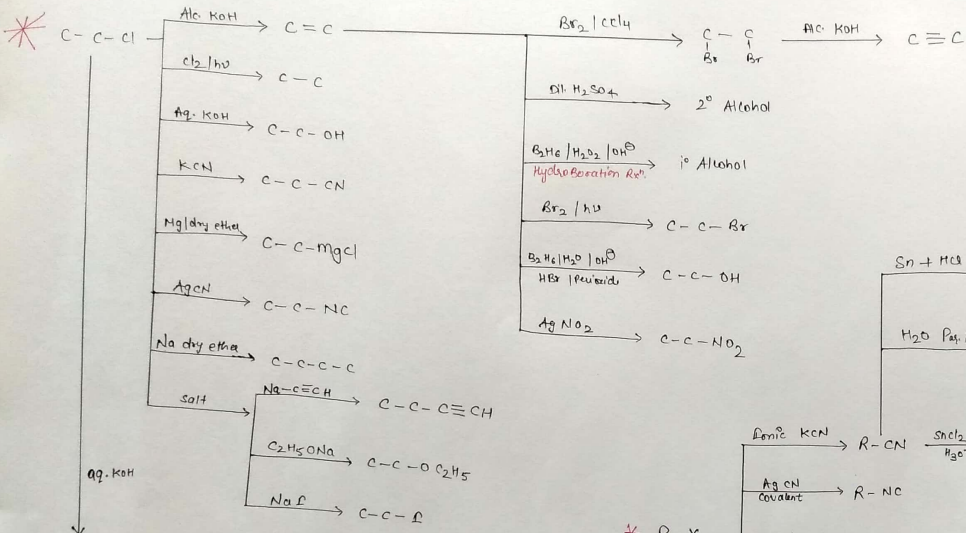 C - C - Cl
Alc. KOH
C = C
Br2 / CCl4
C - C
Br Br
Alc. KOH
C ≡ C
Cl2 / hν
C - C
Dil. H2SO4
2° Alcohol
Aq. KOH
C - C - OH
B2H6 / H2O2 / OH⊖
HydroBoration Rxn.
1° Alcohol
KCN
C - C - CN
Br2 / hν
C - C - Br
Mg/dry ether
C - C - MgCl
B2H6 / H2O / OH⊖
HBr / Peroxide
C - C - OH
Sn + HCl
AgCN
C - C - NC
AgNO2
C - C - NO2
H2O Par.
Na dry ether
C - C - C - C
Salt
Na-C≡CH
C - C - C ≡ CH
C2H5ONa
C - C - O C2H5
Ionic KCN
R - CN
SnCl2
H3O
aq. KOH
AgCN
Covalent
R - NC
Na I
C - C - I